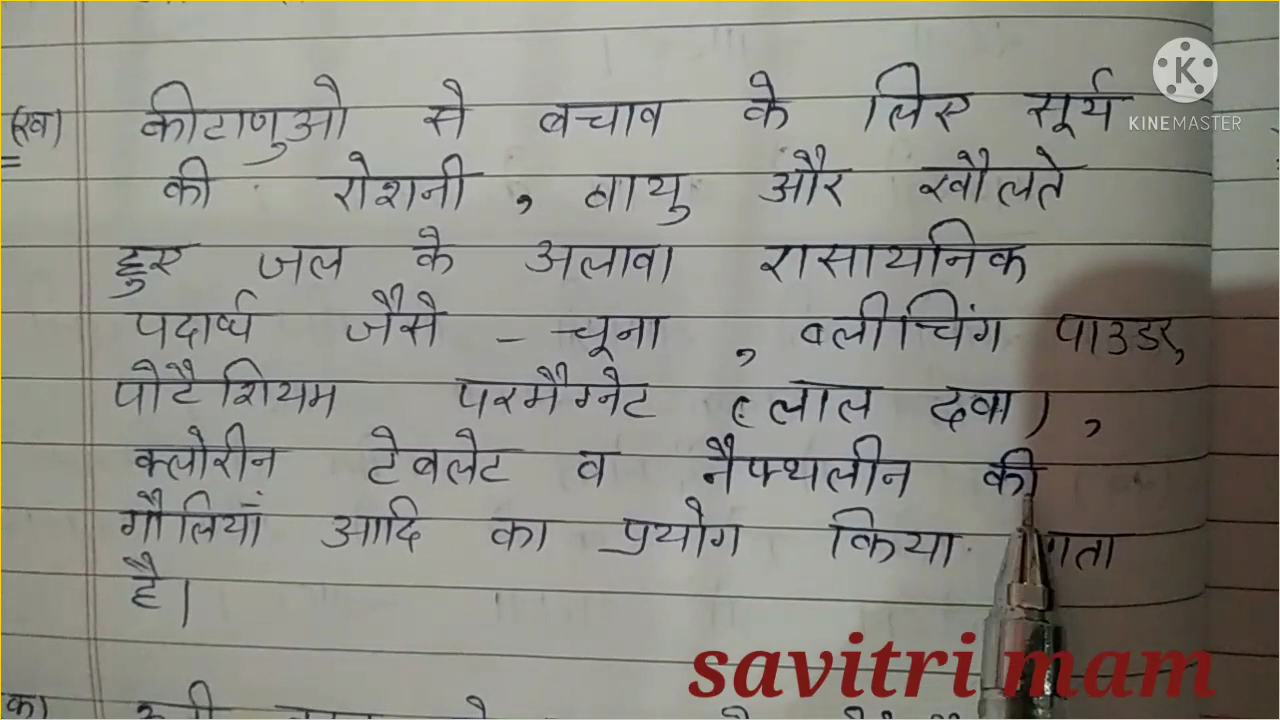 (ख) कीटाणुओ से बचाव के लिए सूर्य
की रोशनी , वायु और खौलते
हुए जल के अलावा रासायनिक
पदार्थ जैसे - चूना , ब्लीचिंग पाउडर,
पोटैशियम परमैग्नेट (लाल दवा) ,
क्लोरीन टेबलेट व नैफ्थलीन की
गौलियां आदि का प्रयोग किया
है।
K
KINEMASTER
savitri mam